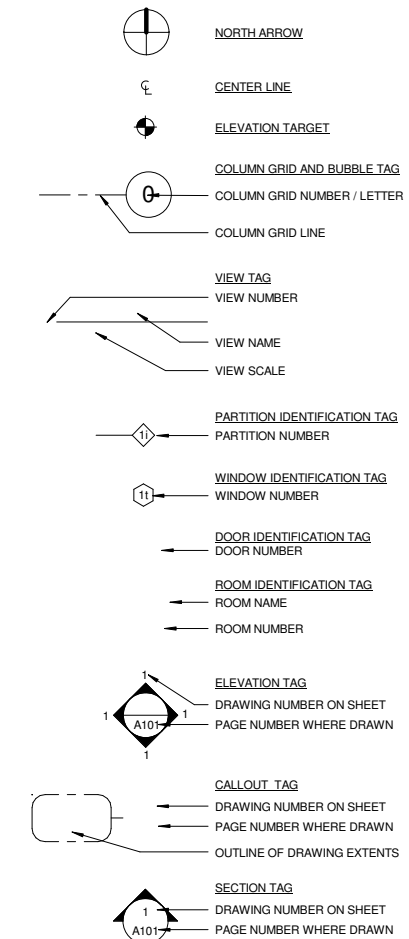 NORTH ARROW
℄ CENTER LINE
ELEVATION TARGET
COLUMN GRID AND BUBBLE TAG
0 COLUMN GRID NUMBER / LETTER
COLUMN GRID LINE
VIEW TAG
VIEW NUMBER
VIEW NAME
VIEW SCALE
PARTITION IDENTIFICATION TAG
1i PARTITION NUMBER
WINDOW IDENTIFICATION TAG
1t WINDOW NUMBER
DOOR IDENTIFICATION TAG
DOOR NUMBER
ROOM IDENTIFICATION TAG
ROOM NAME
ROOM NUMBER
1 ELEVATION TAG
DRAWING NUMBER ON SHEET
1 1
A101 PAGE NUMBER WHERE DRAWN
1
CALLOUT TAG
DRAWING NUMBER ON SHEET
PAGE NUMBER WHERE DRAWN
OUTLINE OF DRAWING EXTENTS
SECTION TAG
1 DRAWING NUMBER ON SHEET
A101 PAGE NUMBER WHERE DRAWN